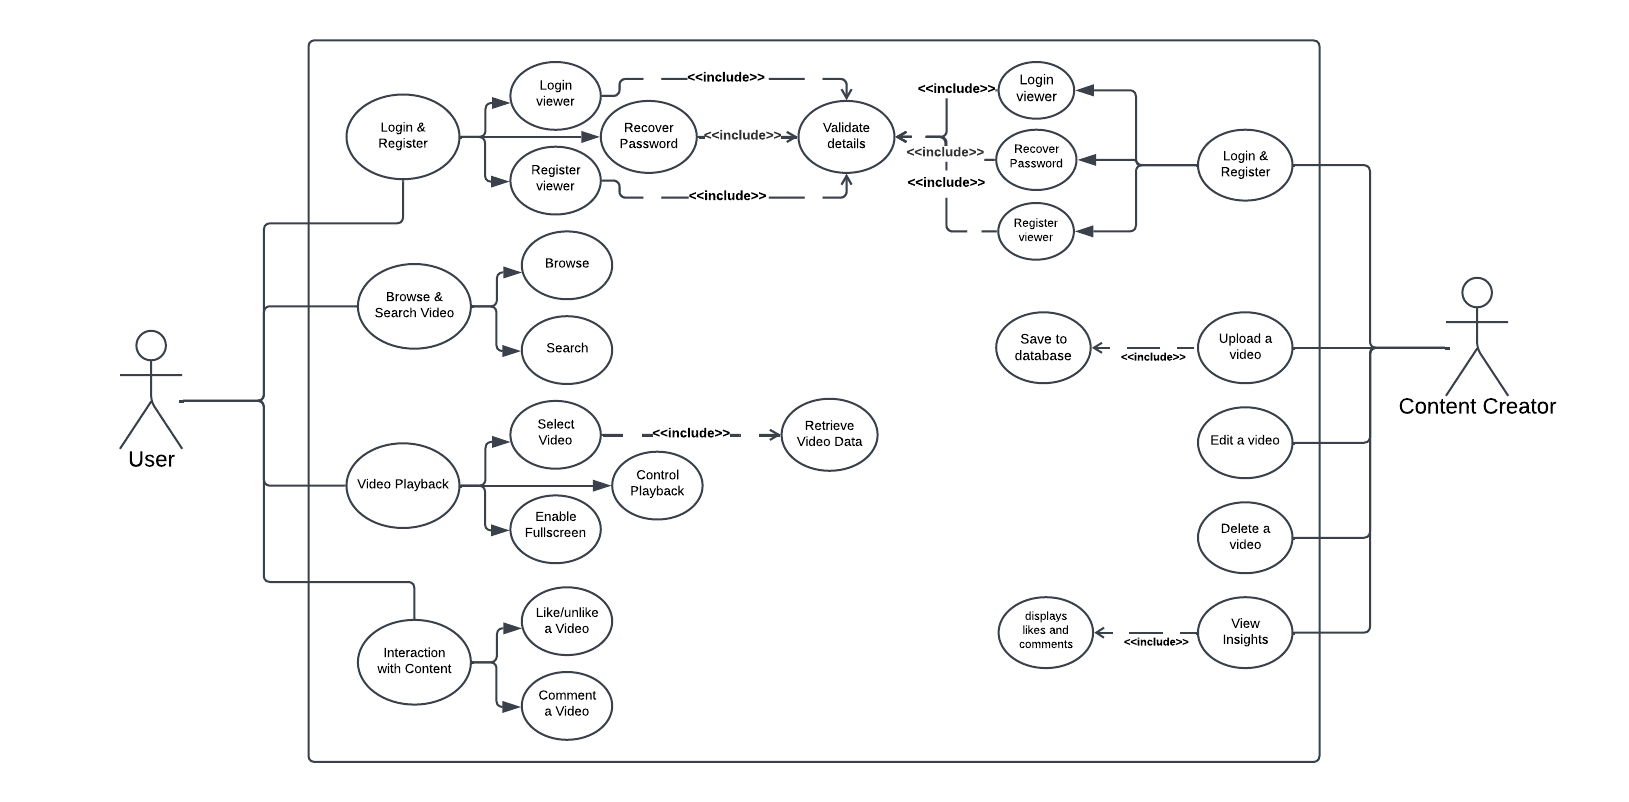 Login &
Register
Login
viewer
<<include>>
Recover
Password
<<include>>
Register
viewer
<<include>>
Validate
details
<<include>>
Login
viewer
<<include>>
Recover
Password
<<include>>
Register
viewer
Login &
Register
Browse &
Search Video
Browse
Search
Save to
database
<<include>>
Upload a
video
User
Content Creator
Video Playback
Select
Video
<<include>>
Retrieve
Video Data
Control
Playback
Enable
Fullscreen
Edit a video
Delete a
video
Interaction
with Content
Like/unlike
a Video
Comment
a Video
displays
likes and
comments
<<include>>
View
Insights